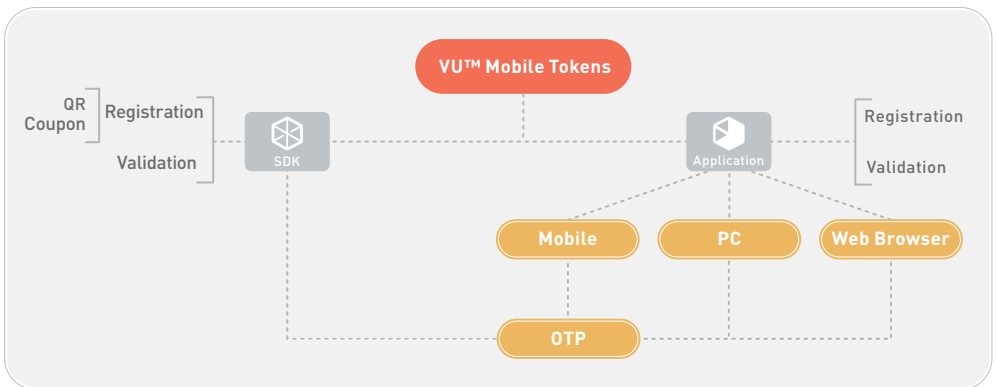 VU™ Mobile Tokens
QR
Coupon
Registration
Validation
SDK
Application
Registration
Validation
Mobile
PC
Web Browser
OTP